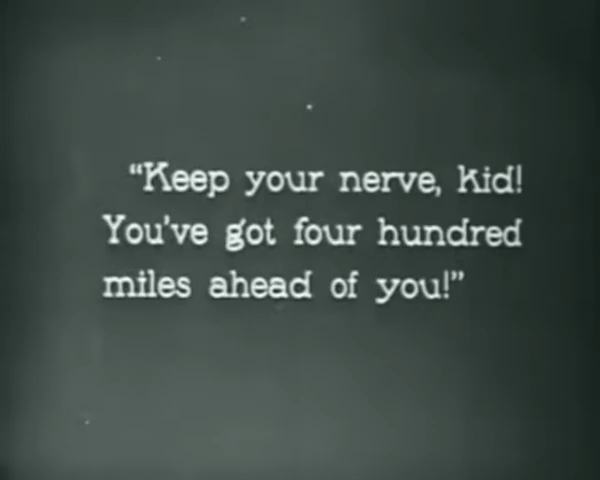 “Keep your nerve, kid!
You've got four hundred
miles ahead of you!”